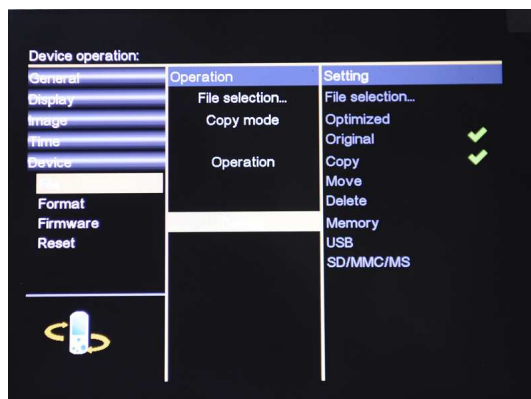 Device operation:
General
Display
Image
Time
Device
Format
Firmware
Reset
Operation
File selection...
Copy mode
Operation
Setting
File selection...
Optimized
Original
Copy
Move
Delete
Memory
USB
SD/MMC/MS